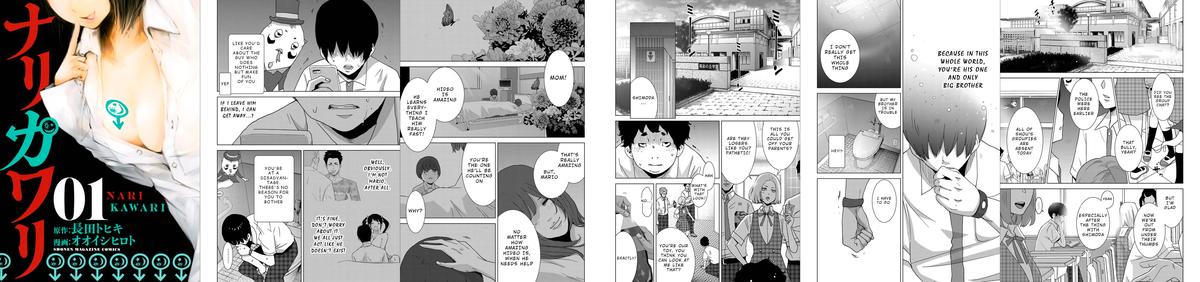 ナリカワリ
01
NARI
KAWARI
原作:長田トヒキ
漫画:オオイシヒロト
SHONEN MAGAZINE COMICS
LIKE YOU'D
CARE ABOUT
THE GUY WHO
DOES
NOTHING
BUT MAKE
FUN
OF YOU
YEP
IF I LEAVE HIM
BEHIND, I CAN
GET AWAY...?
MOM!
HIDEO
IS
AMAZING
HE
LEARNS
EVERY-
THING I
TEACH
HIM
REALLY
FAST!
YOU'RE
AT A
DISADVAN-
TAGE.
THERE'S NO
REASON FOR
YOU TO
BOTHER
WELL,
OBVIOUSLY
I'M NOT
MARIO,
AFTER ALL.
IT'S FINE,
DON'T
WORRY
ABOUT IT
WE ALL JUST
ACT LIKE HE
DOESN'T EXIST!
THAT'S
REALLY
AMAZING
BUT,
MARIO
YOU'RE
THE ONE
HE'LL BE
COUNTING
ON
WHY?
NO
MATTER
HOW
AMAZING
HIDEO IS,
WHEN HE
NEEDS HELP
SHIMODA
THIS IS
ALL YOU
COULD GET
OFF YOUR
PARENTS?
ARE THEY
LOSERS
LIKE YOU?
PATHETIC!
WHAT'S
WITH
THAT
LOOK!
NO...
EXACTLY!
YOU'RE OUR
TOY, YOU
THINK YOU
CAN LOOK
AT ME
LIKE
THAT?
I DON'T
REALLY GET
THIS
WHOLE
THING
BUT MY
BROTHER
IS IN
TROUBLE
HEY!?
I HAVE
TO GO
BECAUSE IN THIS
WHOLE WORLD,
YOU'RE HIS ONE
AND ONLY
BIG BROTHER
DID YOU
SEE THE
GROUP
CHAT?
THE
POLICE
WERE
HERE
EARLIER
THAT
BULLY,
YEAH?
ALL OF
SHOU'S
GROUPIES
ARE
ABSENT
TODAY
BUT
I'M
GLAD
NOW WE'RE
OUT FROM
UNDER
THEIR
THUMBS
YEAH
ESPECIALLY
AFTER THE
THING WITH
SHIMODA